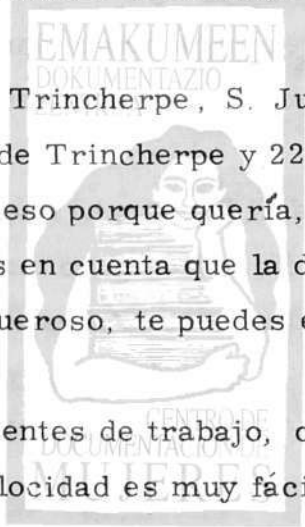 EMAKUMEEN
DOKUMENTAZIO
Trincherpe, S. Ju
de Trincherpe y 22
eso porque quería,
s en cuenta que la d
ueroso, te puedes e
CENTRO DE
entes de trabajo, c
DOCUMENTACIÓN DE
MUJERES
locidad es muy fáci